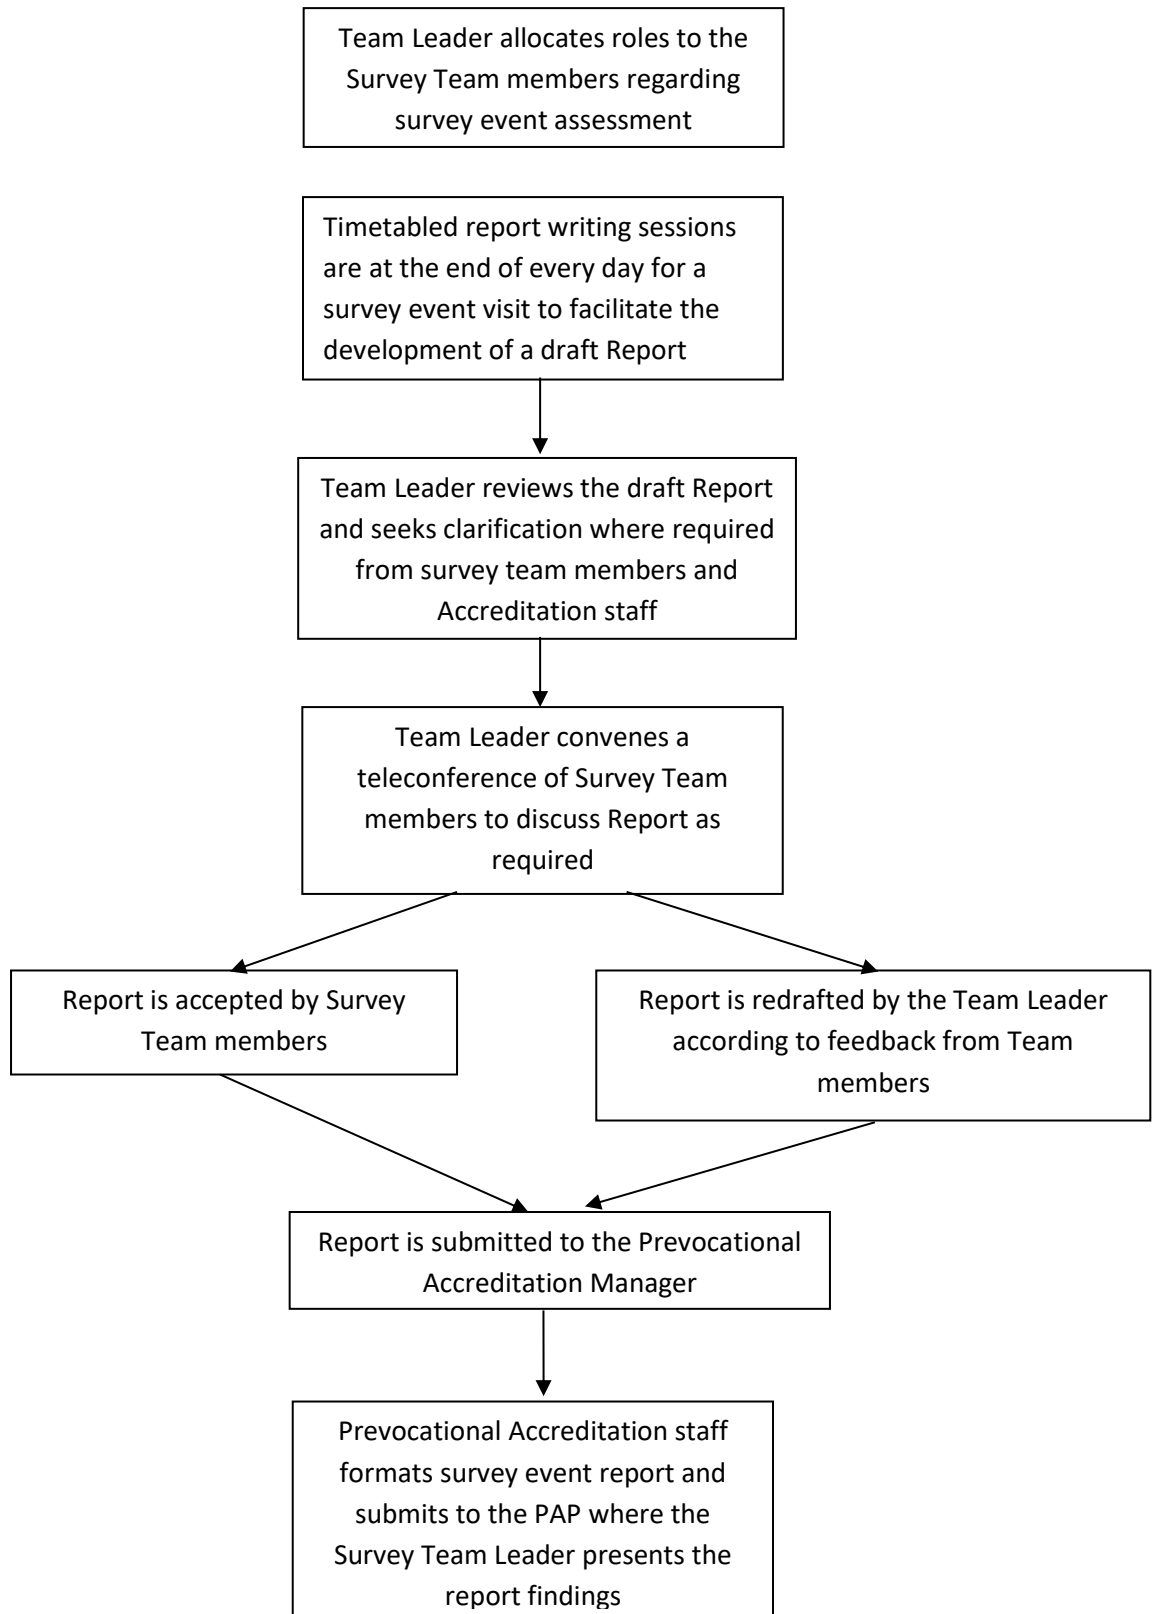 Team Leader allocates roles to the
Survey Team members regarding
survey event assessment
Timetabled report writing sessions
are at the end of every day for a
survey event visit to facilitate the
development of a draft Report
Team Leader reviews the draft Report
and seeks clarification where required
from survey team members and
Accreditation staff
Team Leader convenes a
teleconference of Survey Team
members to discuss Report as
required
Report is accepted by Survey
Team members
Report is redrafted by the Team Leader
according to feedback from Team
members
Report is submitted to the Prevocational
Accreditation Manager
Prevocational Accreditation staff
formats survey event report and
submits to the PAP where the
Survey Team Leader presents the
report findings